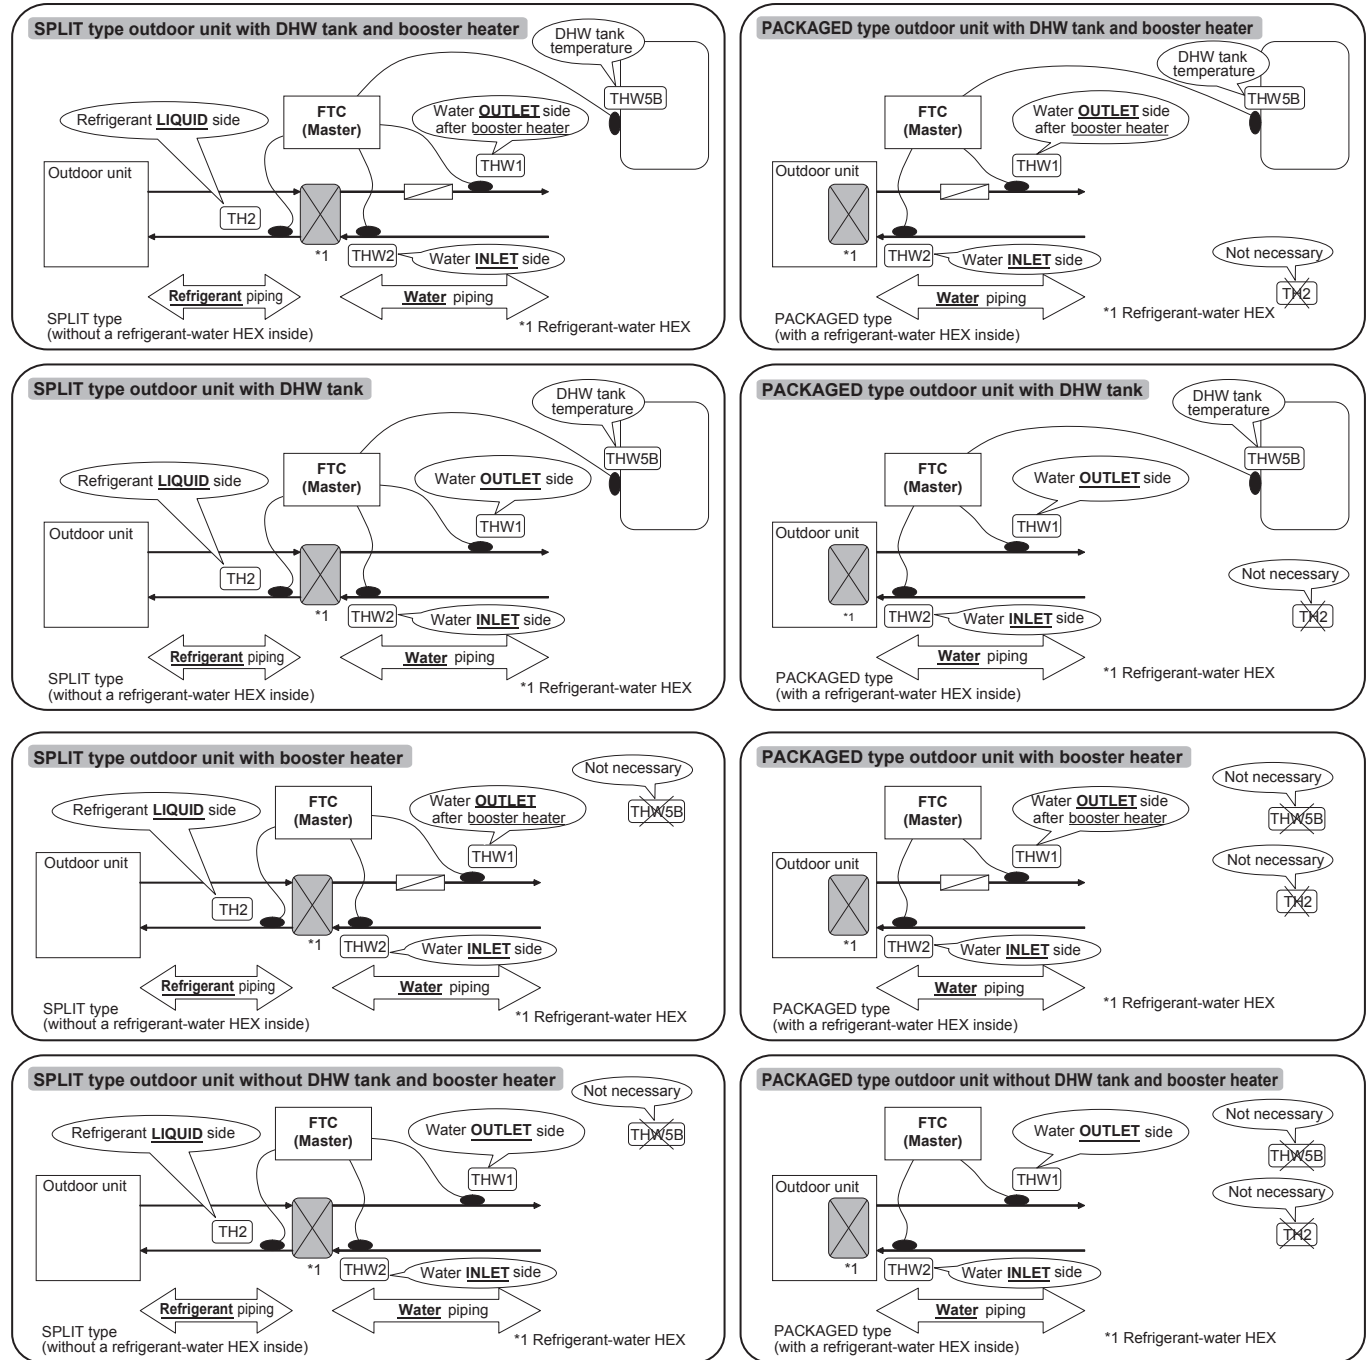 SPLIT type outdoor unit with DHW tank and booster heater
DHW tank
temperature
THW5B
FTC
(Master)
Refrigerant LIQUID side
Water OUTLET side
after booster heater
THW1
Outdoor unit
TH2
*1
THW2
Water INLET side
Refrigerant piping
Water piping
SPLIT type
(without a refrigerant-water HEX inside)
*1 Refrigerant-water HEX
PACKAGED type outdoor unit with DHW tank and booster heater
DHW tank
temperature
THW5B
FTC
(Master)
Water OUTLET side
after booster heater
THW1
Outdoor unit
*1
THW2
Water INLET side
Not necessary
TH2
Water piping
PACKAGED type
(with a refrigerant-water HEX inside)
*1 Refrigerant-water HEX
SPLIT type outdoor unit with DHW tank
DHW tank
temperature
THW5B
FTC
(Master)
Refrigerant LIQUID side
Water OUTLET side
THW1
Outdoor unit
TH2
*1
THW2
Water INLET side
Refrigerant piping
Water piping
SPLIT type
(without a refrigerant-water HEX inside)
*1 Refrigerant-water HEX
PACKAGED type outdoor unit with DHW tank
DHW tank
temperature
THW5B
FTC
(Master)
Water OUTLET side
THW1
Outdoor unit
*1
THW2
Water INLET side
Not necessary
TH2
Water piping
PACKAGED type
(with a refrigerant-water HEX inside)
*1 Refrigerant-water HEX
SPLIT type outdoor unit with booster heater
Not necessary
THW5B
FTC
(Master)
Refrigerant LIQUID side
Water OUTLET
after booster heater
THW1
Outdoor unit
TH2
*1
THW2
Water INLET side
Refrigerant piping
Water piping
SPLIT type
(without a refrigerant-water HEX inside)
*1 Refrigerant-water HEX
PACKAGED type outdoor unit with booster heater
Not necessary
THW5B
FTC
(Master)
Water OUTLET side
after booster heater
THW1
Outdoor unit
Not necessary
TH2
*1
THW2
Water INLET side
Water piping
PACKAGED type
(with a refrigerant-water HEX inside)
*1 Refrigerant-water HEX
SPLIT type outdoor unit without DHW tank and booster heater
Not necessary
THW5B
FTC
(Master)
Refrigerant LIQUID side
Water OUTLET side
THW1
Outdoor unit
TH2
*1
THW2
Water INLET side
Refrigerant piping
Water piping
SPLIT type
(without a refrigerant-water HEX inside)
*1 Refrigerant-water HEX
PACKAGED type outdoor unit without DHW tank and booster heater
Not necessary
THW5B
FTC
(Master)
Water OUTLET side
THW1
Outdoor unit
Not necessary
TH2
*1
THW2
Water INLET side
Water piping
PACKAGED type
(with a refrigerant-water HEX inside)
*1 Refrigerant-water HEX